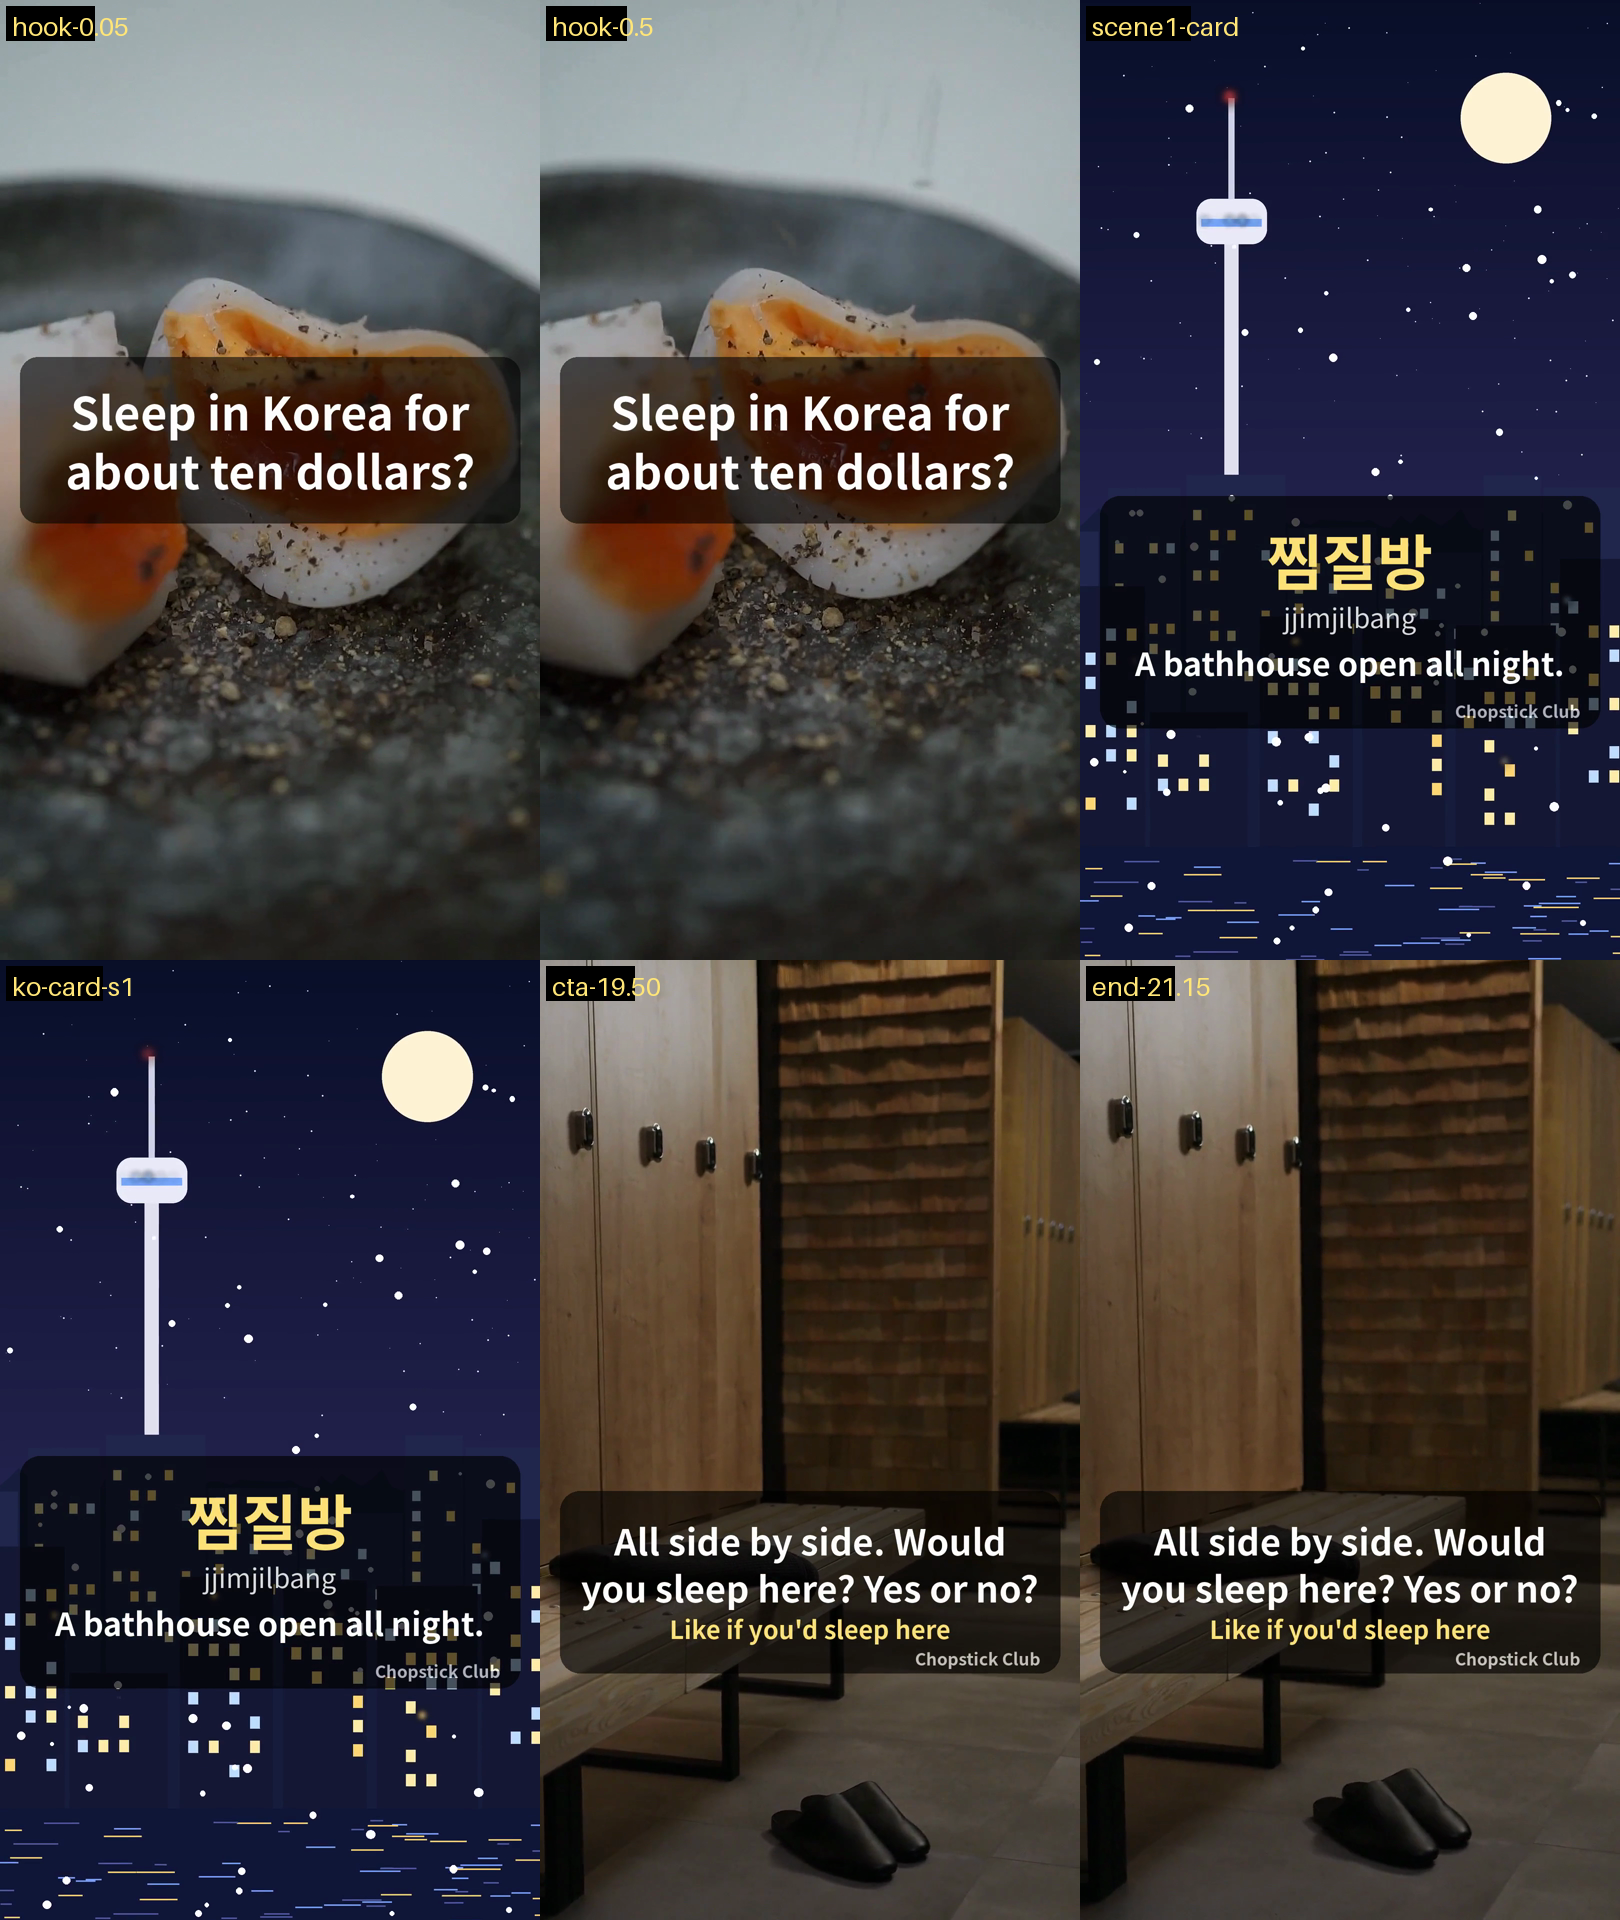 hook-0.05
Sleep in Korea for
about ten dollars?
hook-0.5
Sleep in Korea for
about ten dollars?
scene1-card
찜질방
jjimjilbang
A bathhouse open all night.
Chopstick Club
ko-card-s1
찜질방
jjimjilbang
A bathhouse open all night.
Chopstick Club
cta-19.50
All side by side. Would
you sleep here? Yes or no?
Like if you'd sleep here
Chopstick Club
end-21.15
All side by side. Would
you sleep here? Yes or no?
Like if you'd sleep here
Chopstick Club